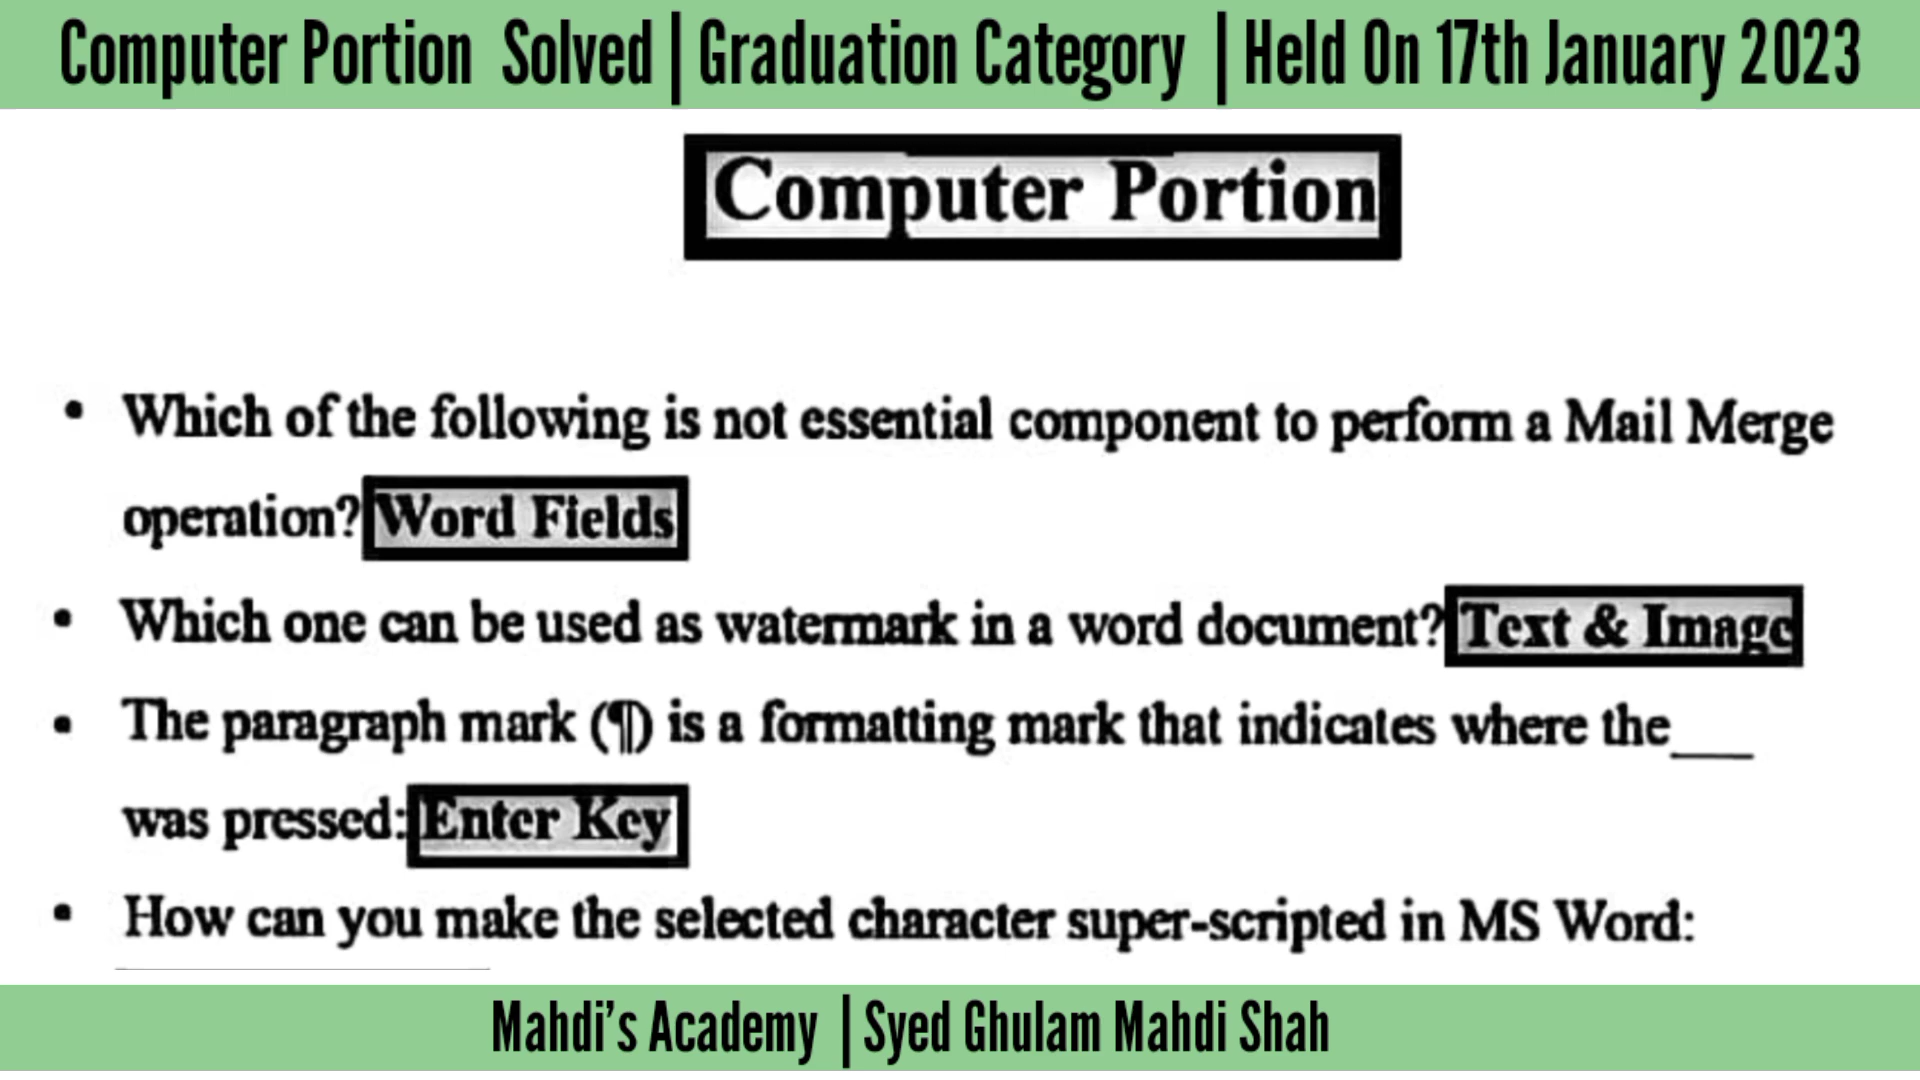 Computer Portion Solved | Graduation Category | Held On 17th January 2023
Computer Portion
• Which of the following is not essential component to perform a Mail Merge
operation? Word Fields
• Which one can be used as watermark in a word document? Text & Image
• The paragraph mark (¶) is a formatting mark that indicates where the___
was pressed: Enter Key
• How can you make the selected character super-scripted in MS Word:
Mahdi's Academy | Syed Ghulam Mahdi Shah